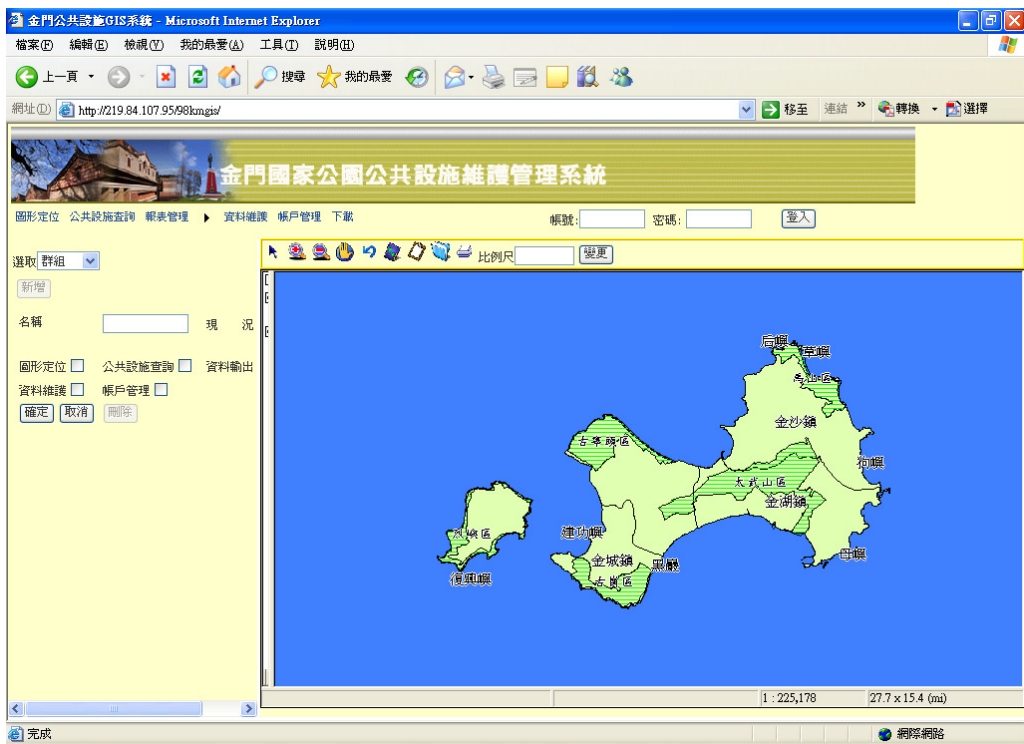 金門公共設施GIS系統 - Microsoft Internet Explorer
檔案(F) 編輯(E) 檢視(V) 我的最愛(A) 工具(T) 說明(H)
上一頁 搜尋 我的最愛
網址(D) http://219.84.107.95/98kmgis/ 移至 連結 » 轉換 選擇
金門國家公園公共設施維護管理系統
圖形定位 公共設施查詢 報表管理 資料維護 帳戶管理 下載 帳號: 密碼: 登入
選取 群組 比例尺 變更
新增
名稱 現 況
圖形定位 公共設施查詢 資料輸出
資料維護 帳戶管理
確定 取消 刪除
后嶼 草嶼
馬山區
金沙鎮
古寧頭區
狗嶼
太武山區
金湖鎮
沙崗區
建功嶼
母嶼
金城鎮 黑巖
復興嶼
古崗區
1 : 225,178 27.7 x 15.4 (mi)
完成 網際網路